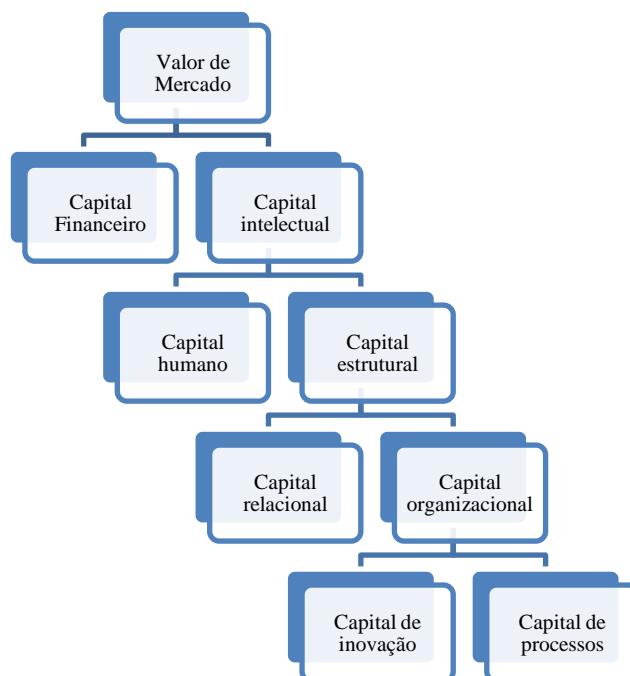 Valor de
Mercado
Capital
Financeiro
Capital
intelectual
Capital
humano
Capital
estrutural
Capital
relacional
Capital
organizacional
Capital de
inovação
Capital de
processos